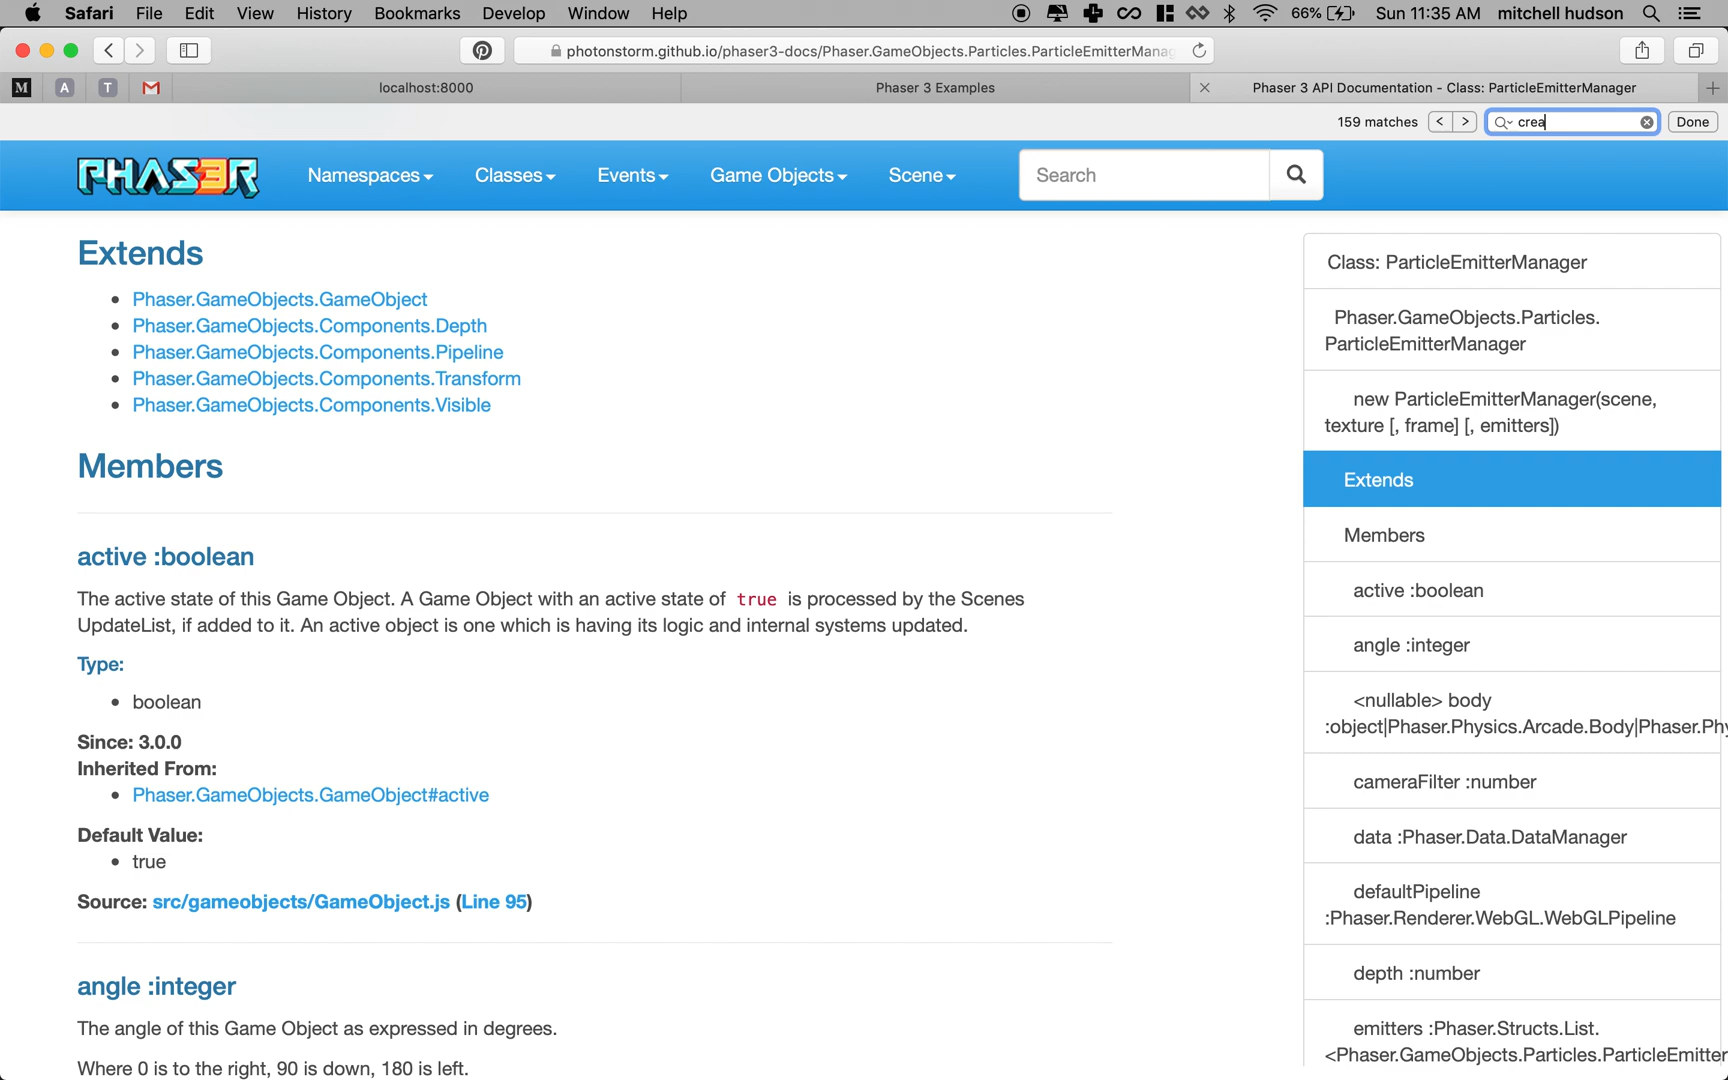 Safari File Edit View History Bookmarks Develop Window Help 66% Sun 11:35 AM mitchell hudson
photonstorm.github.io/phaser3-docs/Phaser.GameObjects.Particles.ParticleEmitterManag
M A T localhost:8000 Phaser 3 Examples Phaser 3 API Documentation - Class: ParticleEmitterManager
159 matches crea Done
PHASER Namespaces Classes Events Game Objects Scene Search
Extends
Phaser.GameObjects.GameObject
Phaser.GameObjects.Components.Depth
Phaser.GameObjects.Components.Pipeline
Phaser.GameObjects.Components.Transform
Phaser.GameObjects.Components.Visible
Members
active :boolean
The active state of this Game Object. A Game Object with an active state of true is processed by the Scenes
UpdateList, if added to it. An active object is one which is having its logic and internal systems updated.
Type:
boolean
Since: 3.0.0
Inherited From:
Phaser.GameObjects.GameObject#active
Default Value:
true
Source: src/gameobjects/GameObject.js (Line 95)
angle :integer
The angle of this Game Object as expressed in degrees.
Where 0 is to the right, 90 is down, 180 is left.
Class: ParticleEmitterManager
Phaser.GameObjects.Particles.
ParticleEmitterManager
new ParticleEmitterManager(scene,
texture [, frame] [, emitters])
Extends
Members
active :boolean
angle :integer
<nullable> body
:object|Phaser.Physics.Arcade.Body|Phaser.Phy
cameraFilter :number
data :Phaser.Data.DataManager
defaultPipeline
:Phaser.Renderer.WebGL.WebGLPipeline
depth :number
emitters :Phaser.Structs.List.
<Phaser.GameObjects.Particles.ParticleEmitter